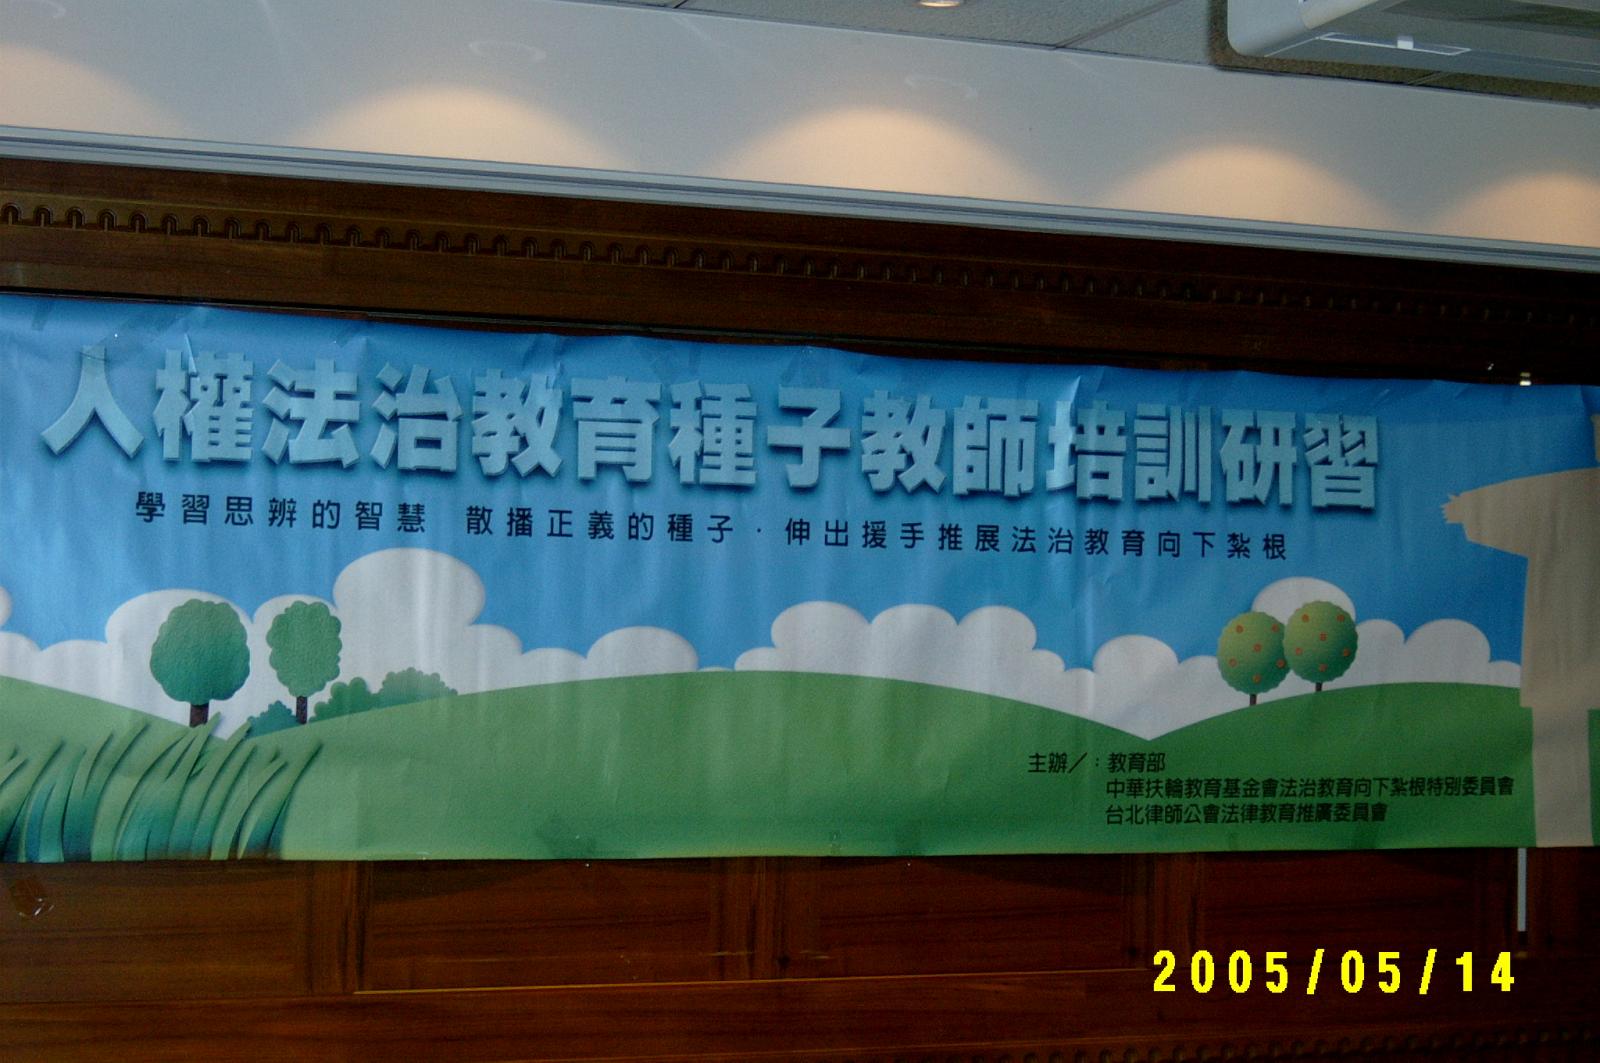 人權法治教育種子教師培訓研習
學習思辨的智慧 散播正義的種子．伸出援手推展法治教育向下紮根
主辦／：教育部
中華扶輪教育基金會法治教育向下紮根特別委員會
台北律師公會法律教育推廣委員會
2005/05/14